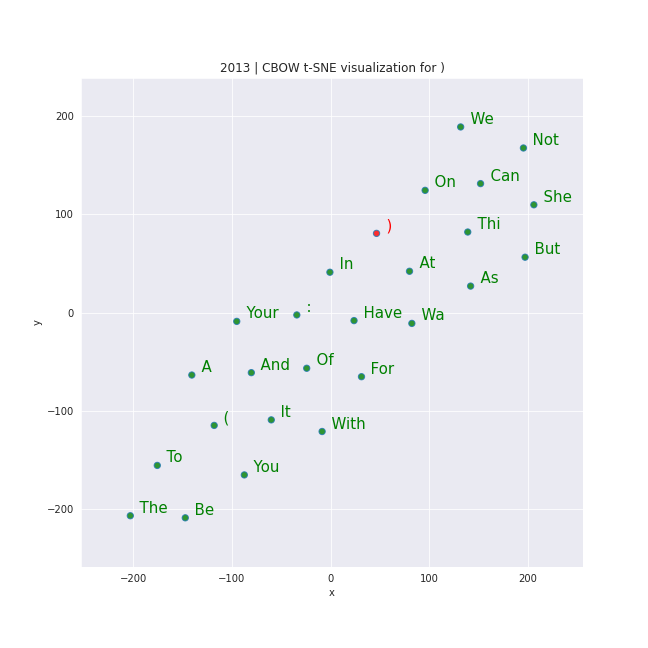 2013 | CBOW t-SNE visualization for )
200
100
0
−100
−200
y
We
Not
On
Can
She
)
Thi
But
In
At
As
Your
:
Have
Wa
A
And
Of
For
(
It
With
To
You
The
Be
−200
−100
0
100
200
x